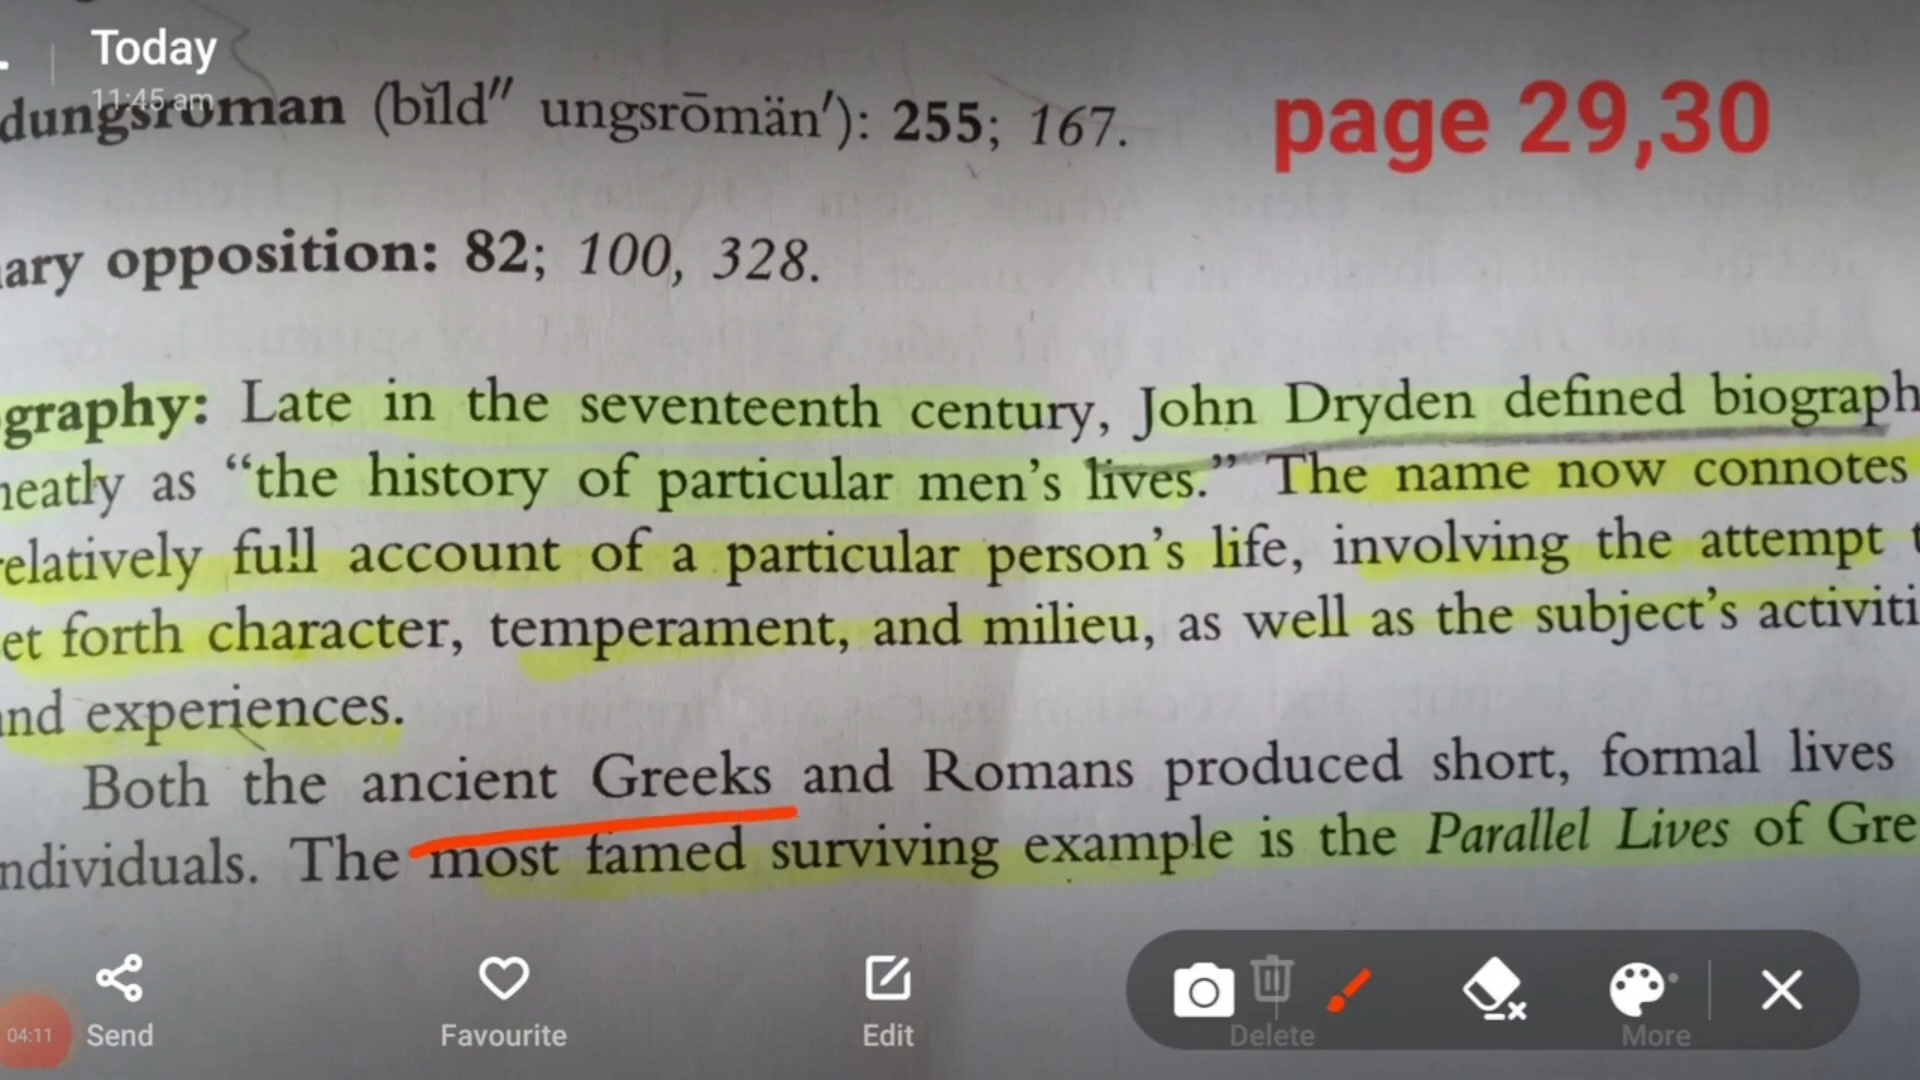 Today
11:45 am
dungsroman (bĭld″ ungsrōmän′): 255; 167.
page 29,30
ary opposition: 82; 100, 328.
graphy: Late in the seventeenth century, John Dryden defined biograph
neatly as “the history of particular men’s lives.” The name now connotes
relatively full account of a particular person’s life, involving the attempt t
et forth character, temperament, and milieu, as well as the subject’s activiti
and experiences.
Both the ancient Greeks and Romans produced short, formal lives
ndividuals. The most famed surviving example is the Parallel Lives of Gre
04:11
Send
Favourite
Edit
Delete
More